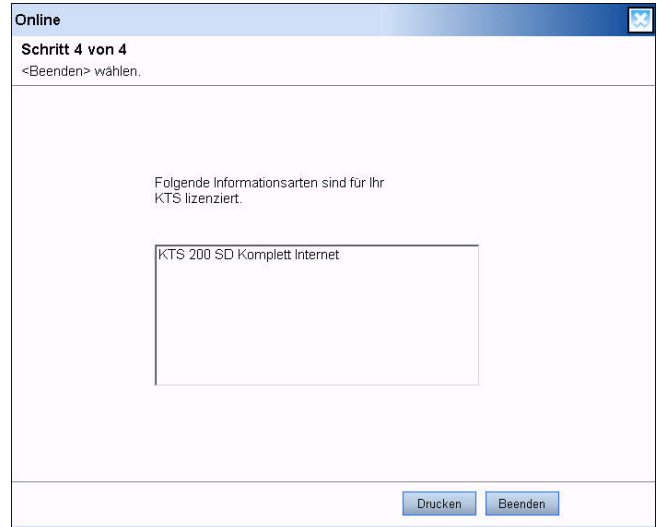 Online
Schritt 4 von 4
<Beenden> wählen.
Folgende Informationsarten sind für Ihr
KTS lizenziert.
KTS 200 SD Komplett Internet
Drucken Beenden